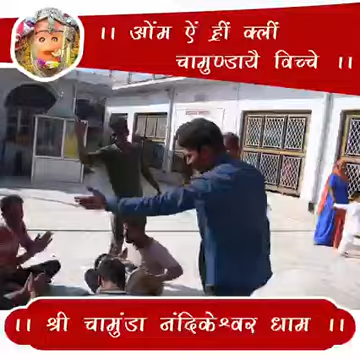 ।। ओंम ऐं ह्रीं क्लीं
चामुण्डायै विच्चे ।।
।। श्री चामुंडा नंदिकेश्वर धाम ।।